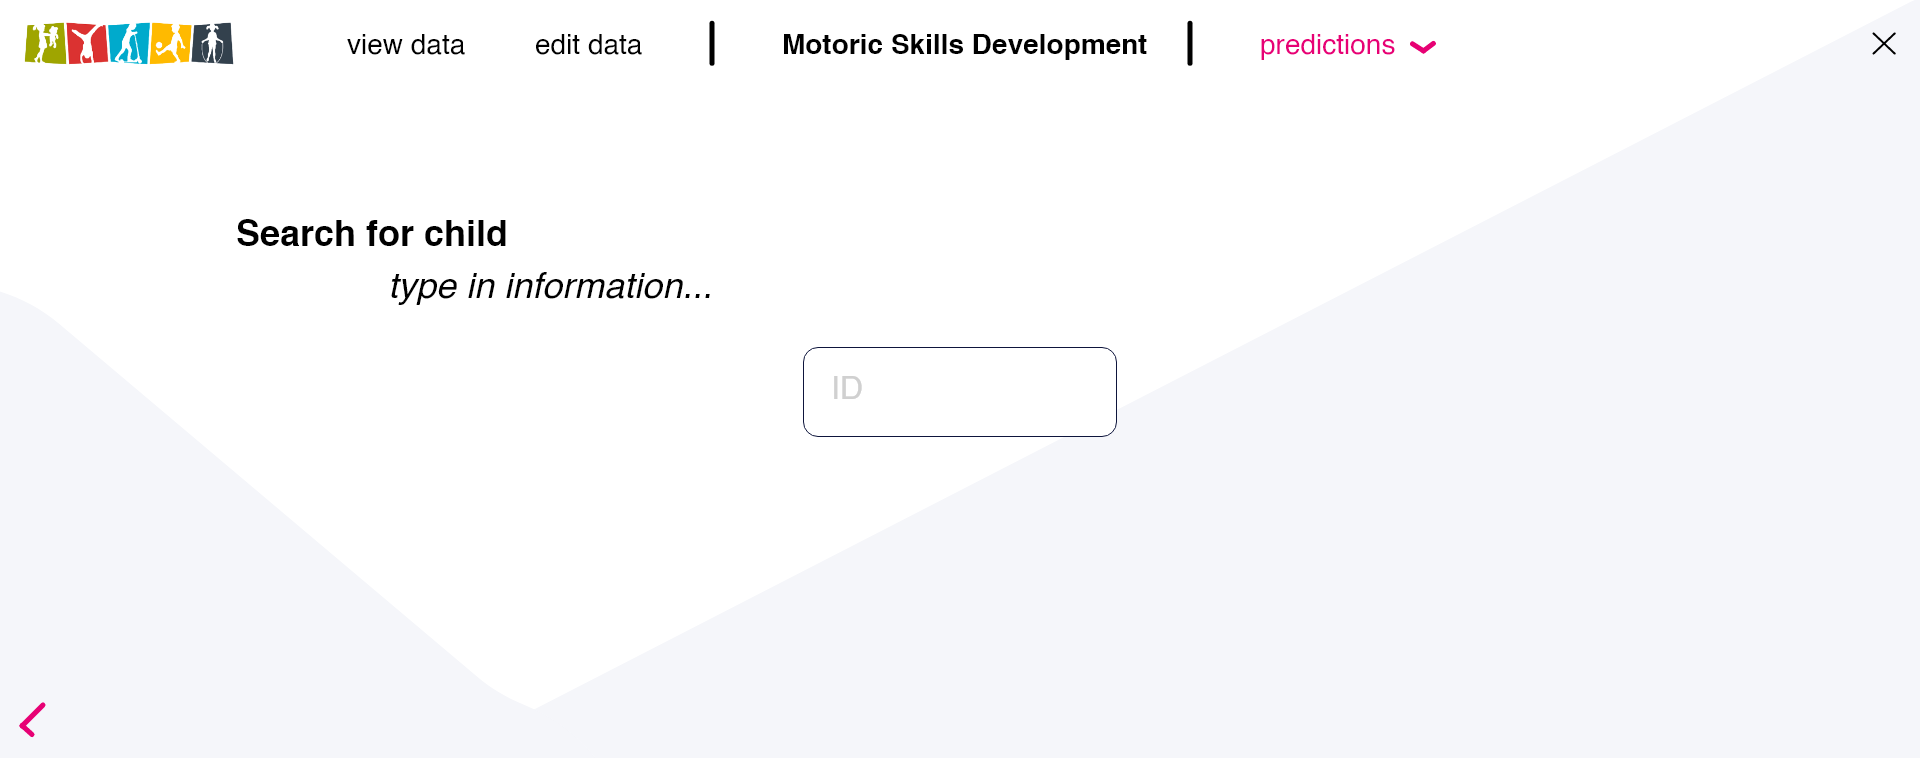 view data edit data Motoric Skills Development predictions
Search for child
type in information...
ID